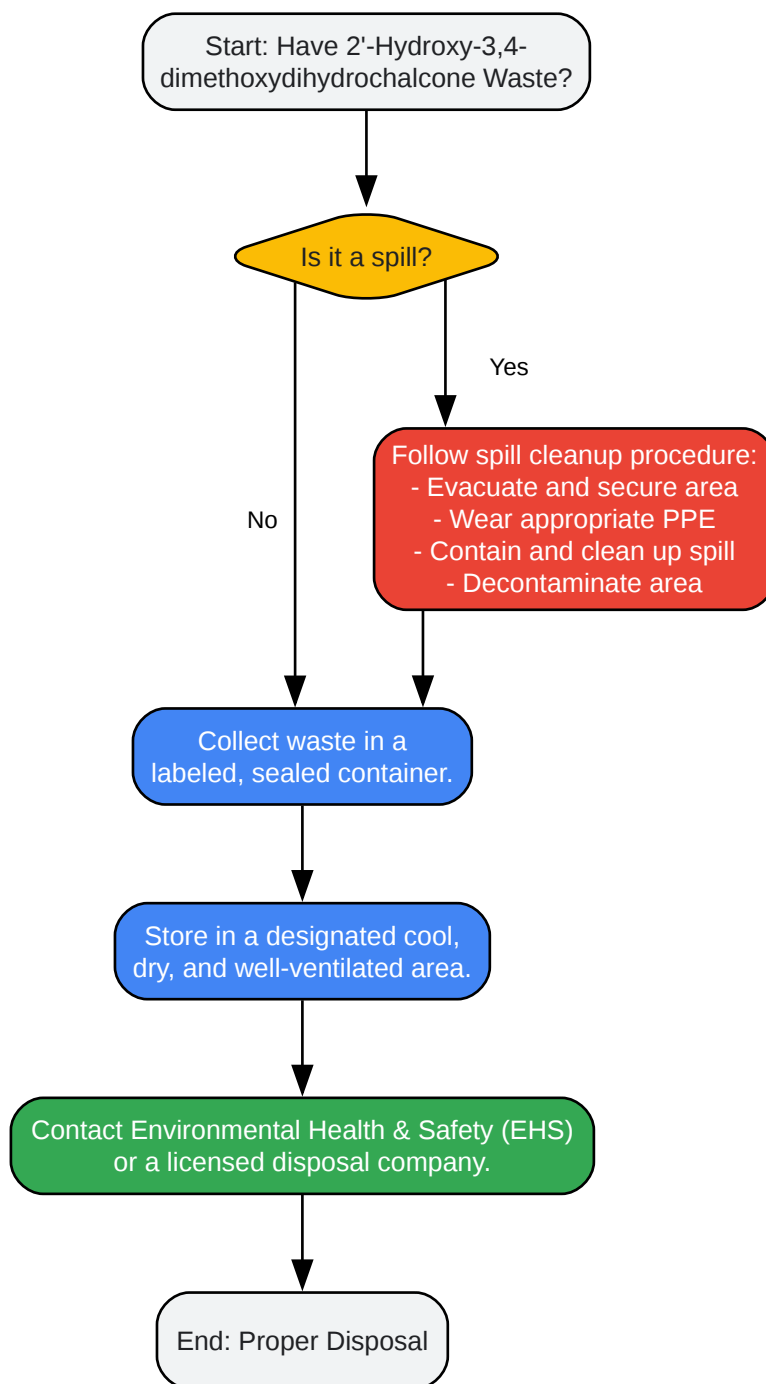 Start: Have 2'-Hydroxy-3,4-
dimethoxydihydrochalcone Waste?
Is it a spill?
Yes
Follow spill cleanup procedure:
- Evacuate and secure area
- Wear appropriate PPE
- Contain and clean up spill
- Decontaminate area
No
Collect waste in a
labeled, sealed container.
Store in a designated cool,
dry, and well-ventilated area.
Contact Environmental Health & Safety (EHS)
or a licensed disposal company.
End: Proper Disposal